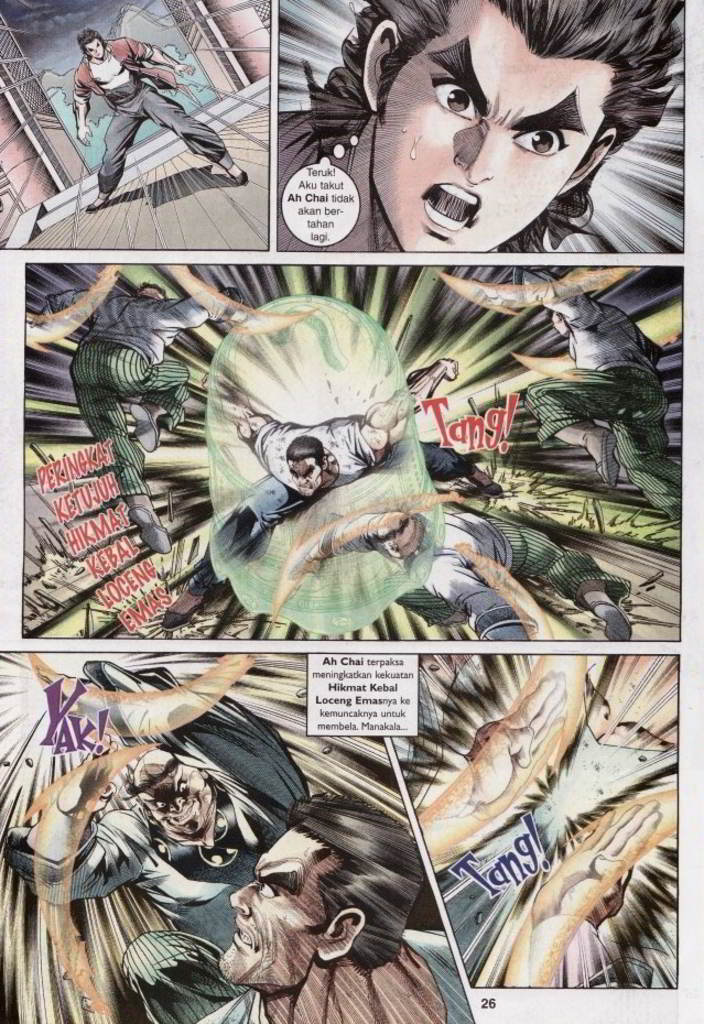 Teruk!
Aku takut
Ah Chai tidak
akan ber-
tahan
lagi.
Tang!
PERINGKAT
KETUJUH
HIKMAT
KEBAL
LOCENG
EMAS
YAK!
Ah Chai terpaksa
meningkatkan kekuatan
Hikmat Kebal
Loceng Emasnya ke
kemuncaknya untuk
membela. Manakala...
Tang!
26